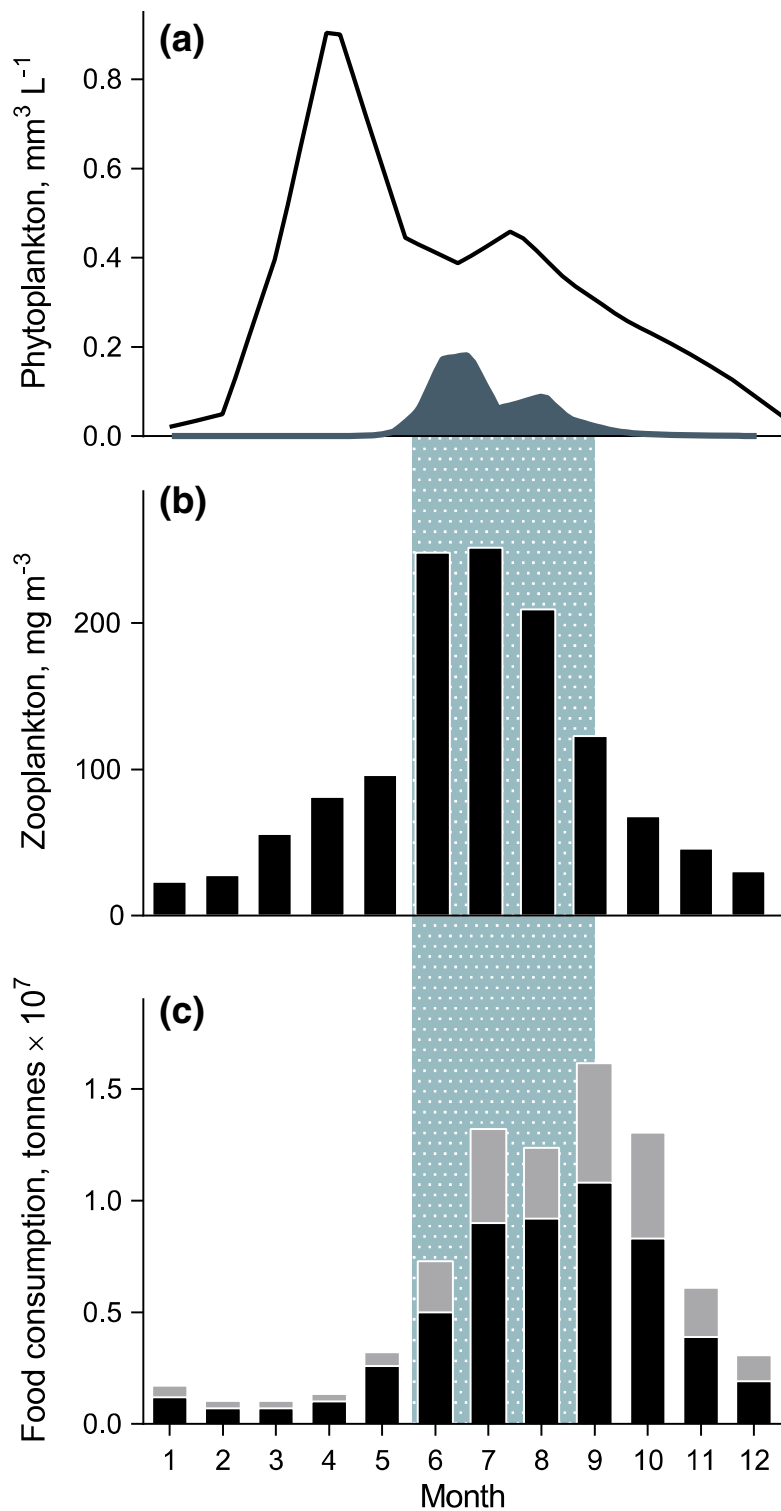 (a)
Phytoplankton, mm³ L⁻¹
0.8
0.6
0.4
0.2
0.0
(b)
Zooplankton, mg m⁻³
200
100
0
(c)
Food consumption, tonnes × 10⁷
1.5
1.0
0.5
0.0
1 2 3 4 5 6 7 8 9 10 11 12
Month